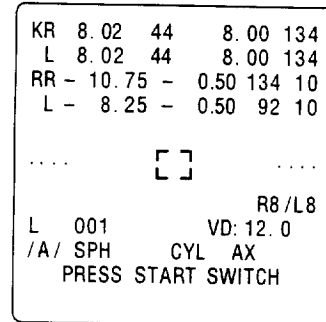 KR 8.02 44 8.00 134
L 8.02 44 8.00 134
RR - 10.75 - 0.50 134 10
L - 8.25 - 0.50 92 10
.... ....
R8/L8
L 001 VD: 12.0
/A/ SPH CYL AX
PRESS START SWITCH